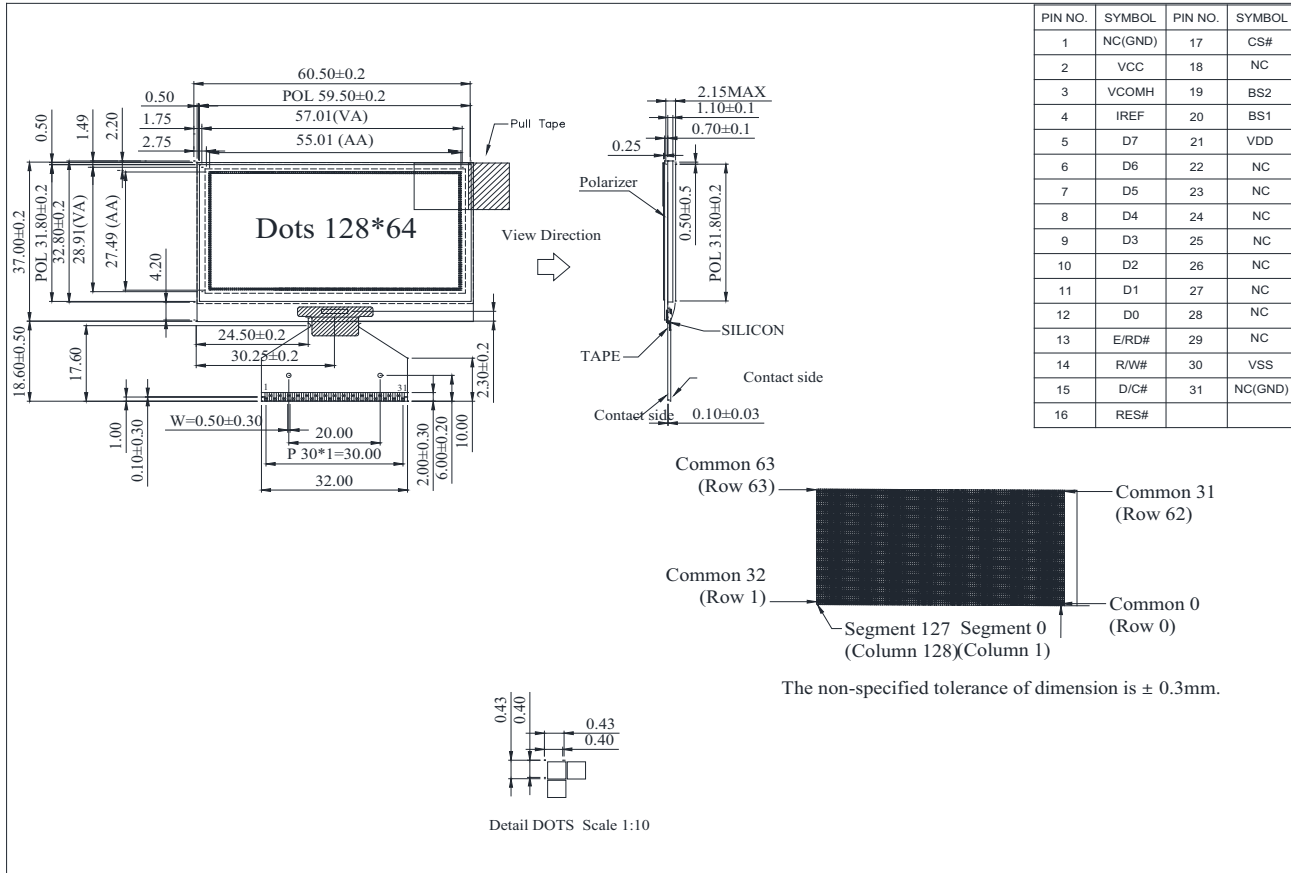 60.50±0.2
0.50
POL 59.50±0.2
1.75
57.01(VA)
2.75
55.01 (AA)
Pull Tape
0.50
1.49
2.20
37.00±0.2
POL 31.80±0.2
32.80±0.2
28.91(VA)
27.49 (AA)
4.20
Dots 128*64
View Direction
18.60±0.50
17.60
24.50±0.2
30.25±0.2
2.30±0.2
1
31
W=0.50±0.30
20.00
P 30*1=30.00
32.00
1.00
0.10±0.30
2.00±0.30
6.00±0.20
10.00
2.15MAX
1.10±0.1
0.70±0.1
0.25
Polarizer
0.50±0.5
POL 31.80±0.2
SILICON
TAPE
Contact side
Contact side
0.10±0.03
PIN NO. SYMBOL PIN NO. SYMBOL
1 NC(GND) 17 CS#
2 VCC 18 NC
3 VCOMH 19 BS2
4 IREF 20 BS1
5 D7 21 VDD
6 D6 22 NC
7 D5 23 NC
8 D4 24 NC
9 D3 25 NC
10 D2 26 NC
11 D1 27 NC
12 D0 28 NC
13 E/RD# 29 NC
14 R/W# 30 VSS
15 D/C# 31 NC(GND)
16 RES#
Common 63
(Row 63)
Common 31
(Row 62)
Common 32
(Row 1)
Common 0
(Row 0)
Segment 127 Segment 0
(Column 128)(Column 1)
The non-specified tolerance of dimension is ± 0.3mm.
0.43
0.40
0.43
0.40
Detail DOTS Scale 1:10